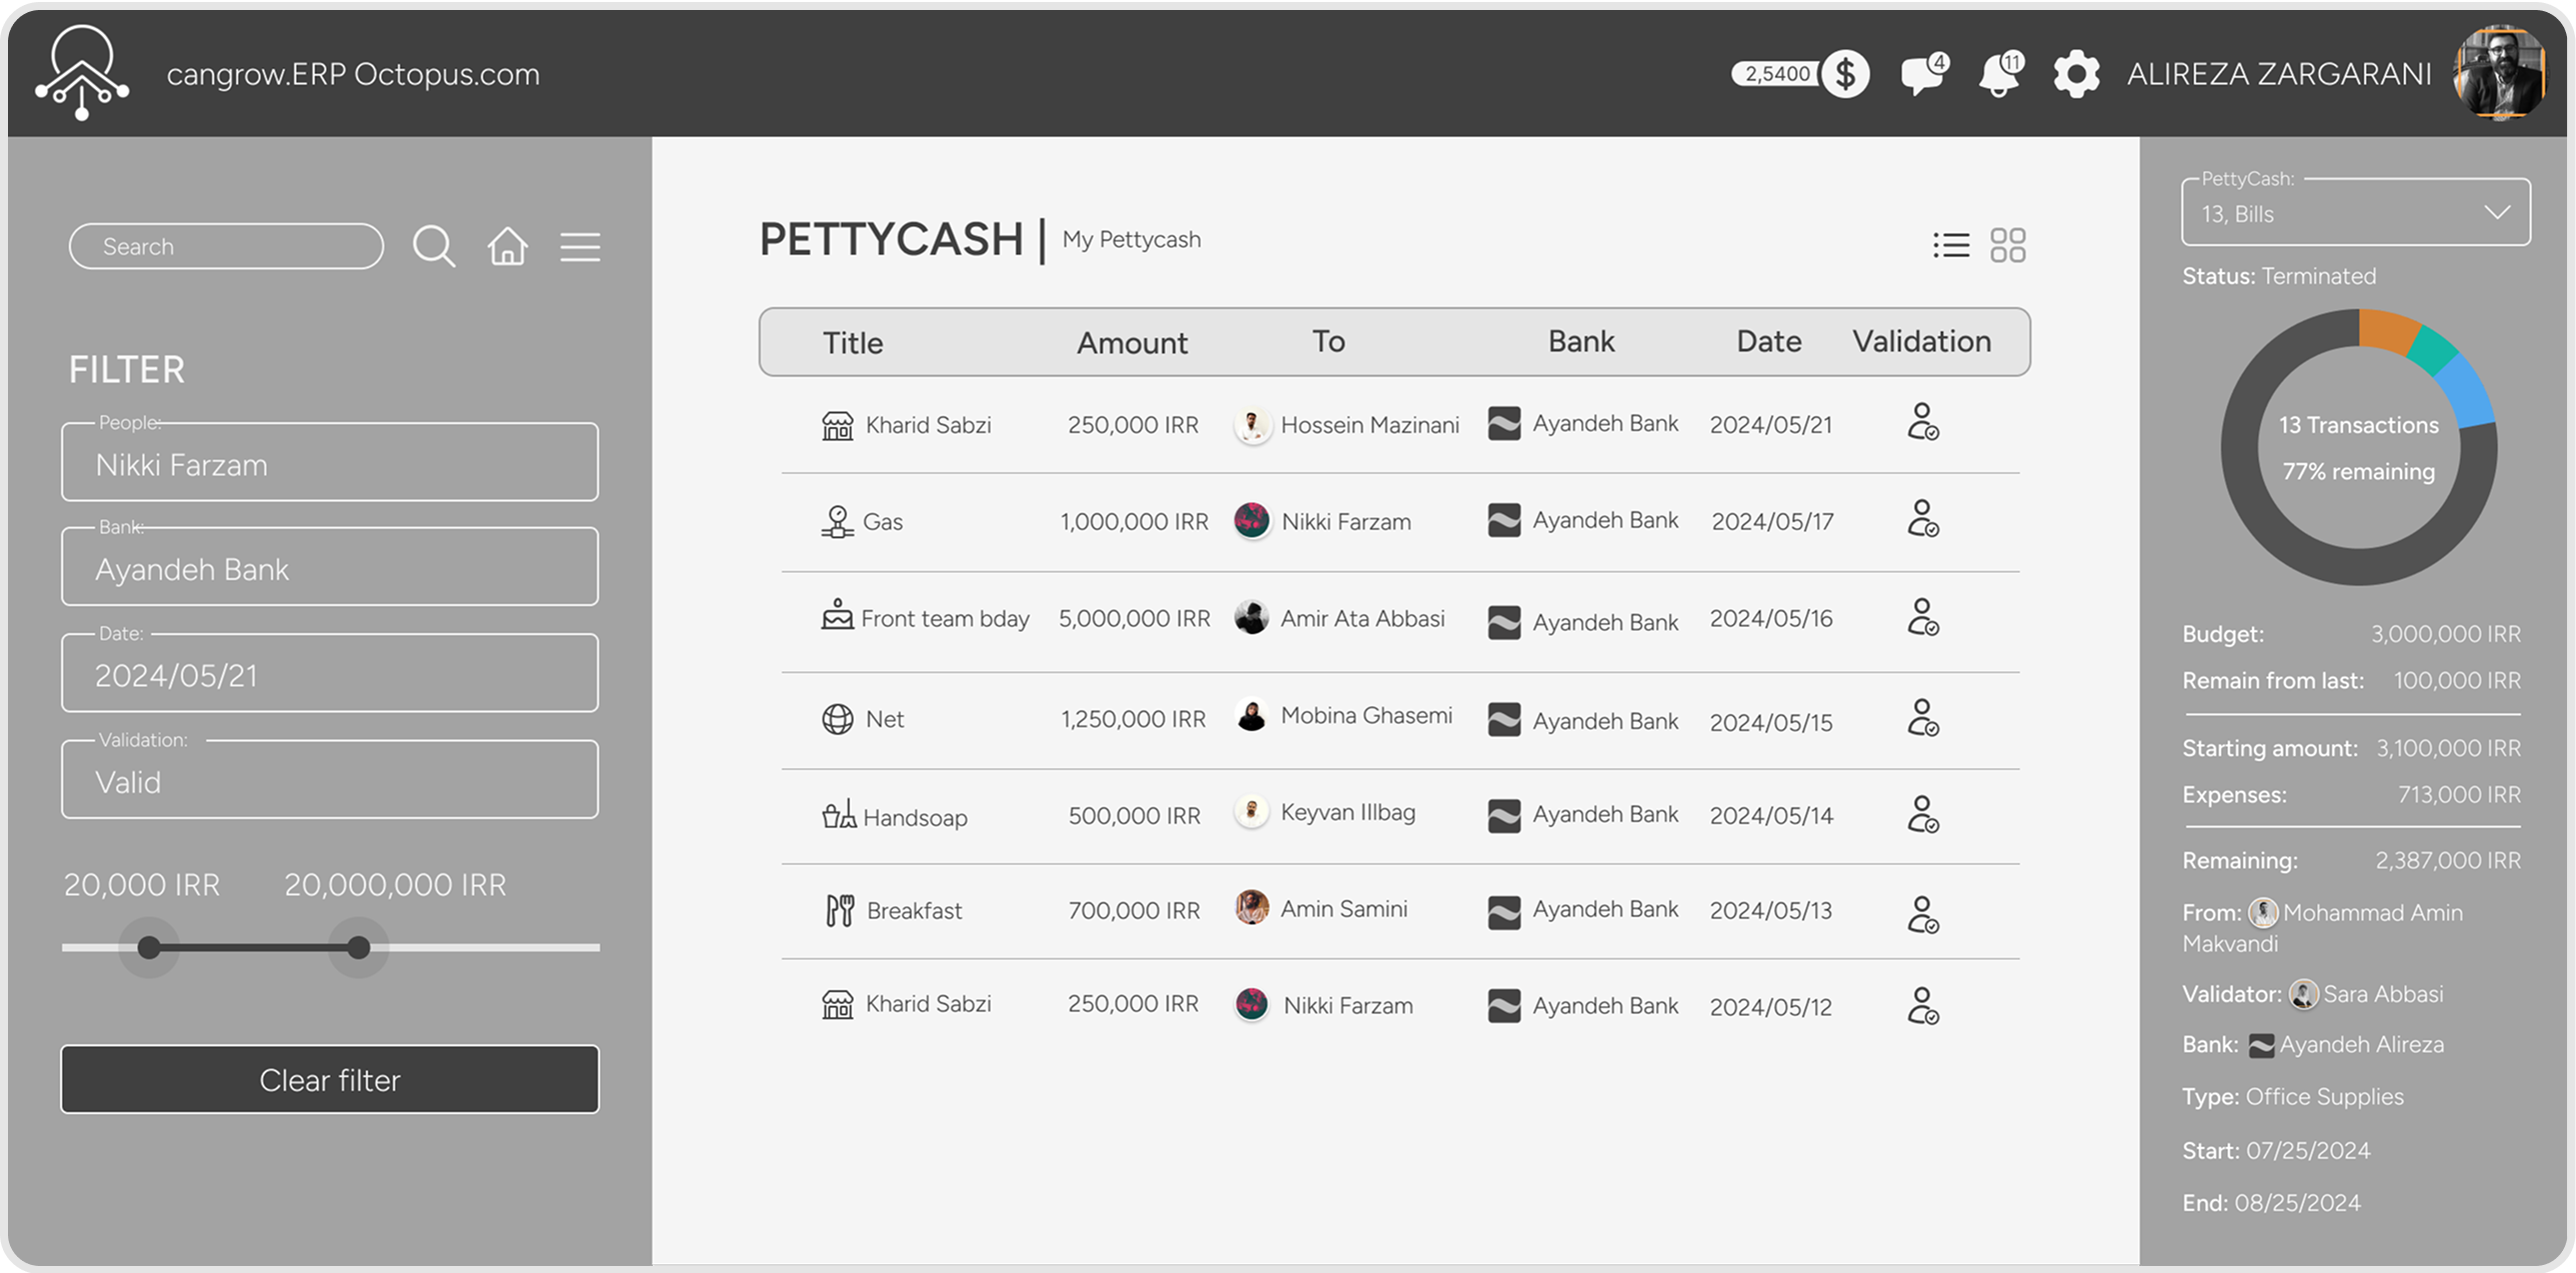 cangrow.ERP Octopus.com
2,5400 $
4
11
ALIREZA ZARGARANI
Search
FILTER
People:
Nikki Farzam
Bank:
Ayandeh Bank
Date:
2024/05/21
Validation:
Valid
20,000 IRR 20,000,000 IRR
Clear filter
PETTYCASH | My Pettycash
Title Amount To Bank Date Validation
Kharid Sabzi 250,000 IRR Hossein Mazinani Ayandeh Bank 2024/05/21
Gas 1,000,000 IRR Nikki Farzam Ayandeh Bank 2024/05/17
Front team bday 5,000,000 IRR Amir Ata Abbasi Ayandeh Bank 2024/05/16
Net 1,250,000 IRR Mobina Ghasemi Ayandeh Bank 2024/05/15
Handsoap 500,000 IRR Keyvan Illbag Ayandeh Bank 2024/05/14
Breakfast 700,000 IRR Amin Samini Ayandeh Bank 2024/05/13
Kharid Sabzi 250,000 IRR Nikki Farzam Ayandeh Bank 2024/05/12
PettyCash:
13, Bills
Status: Terminated
13 Transactions
77% remaining
Budget: 3,000,000 IRR
Remain from last: 100,000 IRR
Starting amount: 3,100,000 IRR
Expenses: 713,000 IRR
Remaining: 2,387,000 IRR
From: Mohammad Amin
Makvandi
Validator: Sara Abbasi
Bank: Ayandeh Alireza
Type: Office Supplies
Start: 07/25/2024
End: 08/25/2024